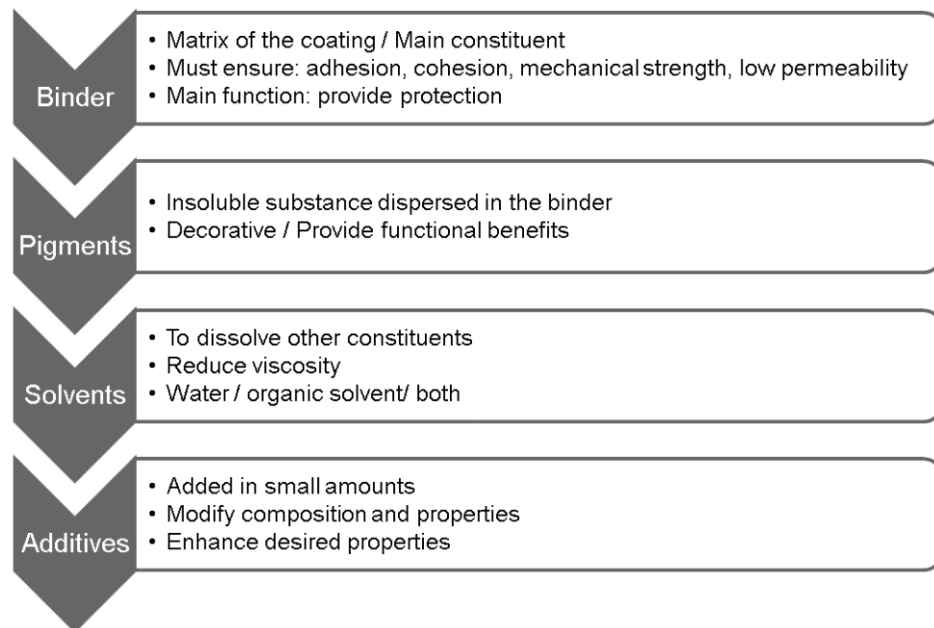 Binder
• Matrix of the coating / Main constituent
• Must ensure: adhesion, cohesion, mechanical strength, low permeability
• Main function: provide protection
Pigments
• Insoluble substance dispersed in the binder
• Decorative / Provide functional benefits
Solvents
• To dissolve other constituents
• Reduce viscosity
• Water / organic solvent/ both
Additives
• Added in small amounts
• Modify composition and properties
• Enhance desired properties